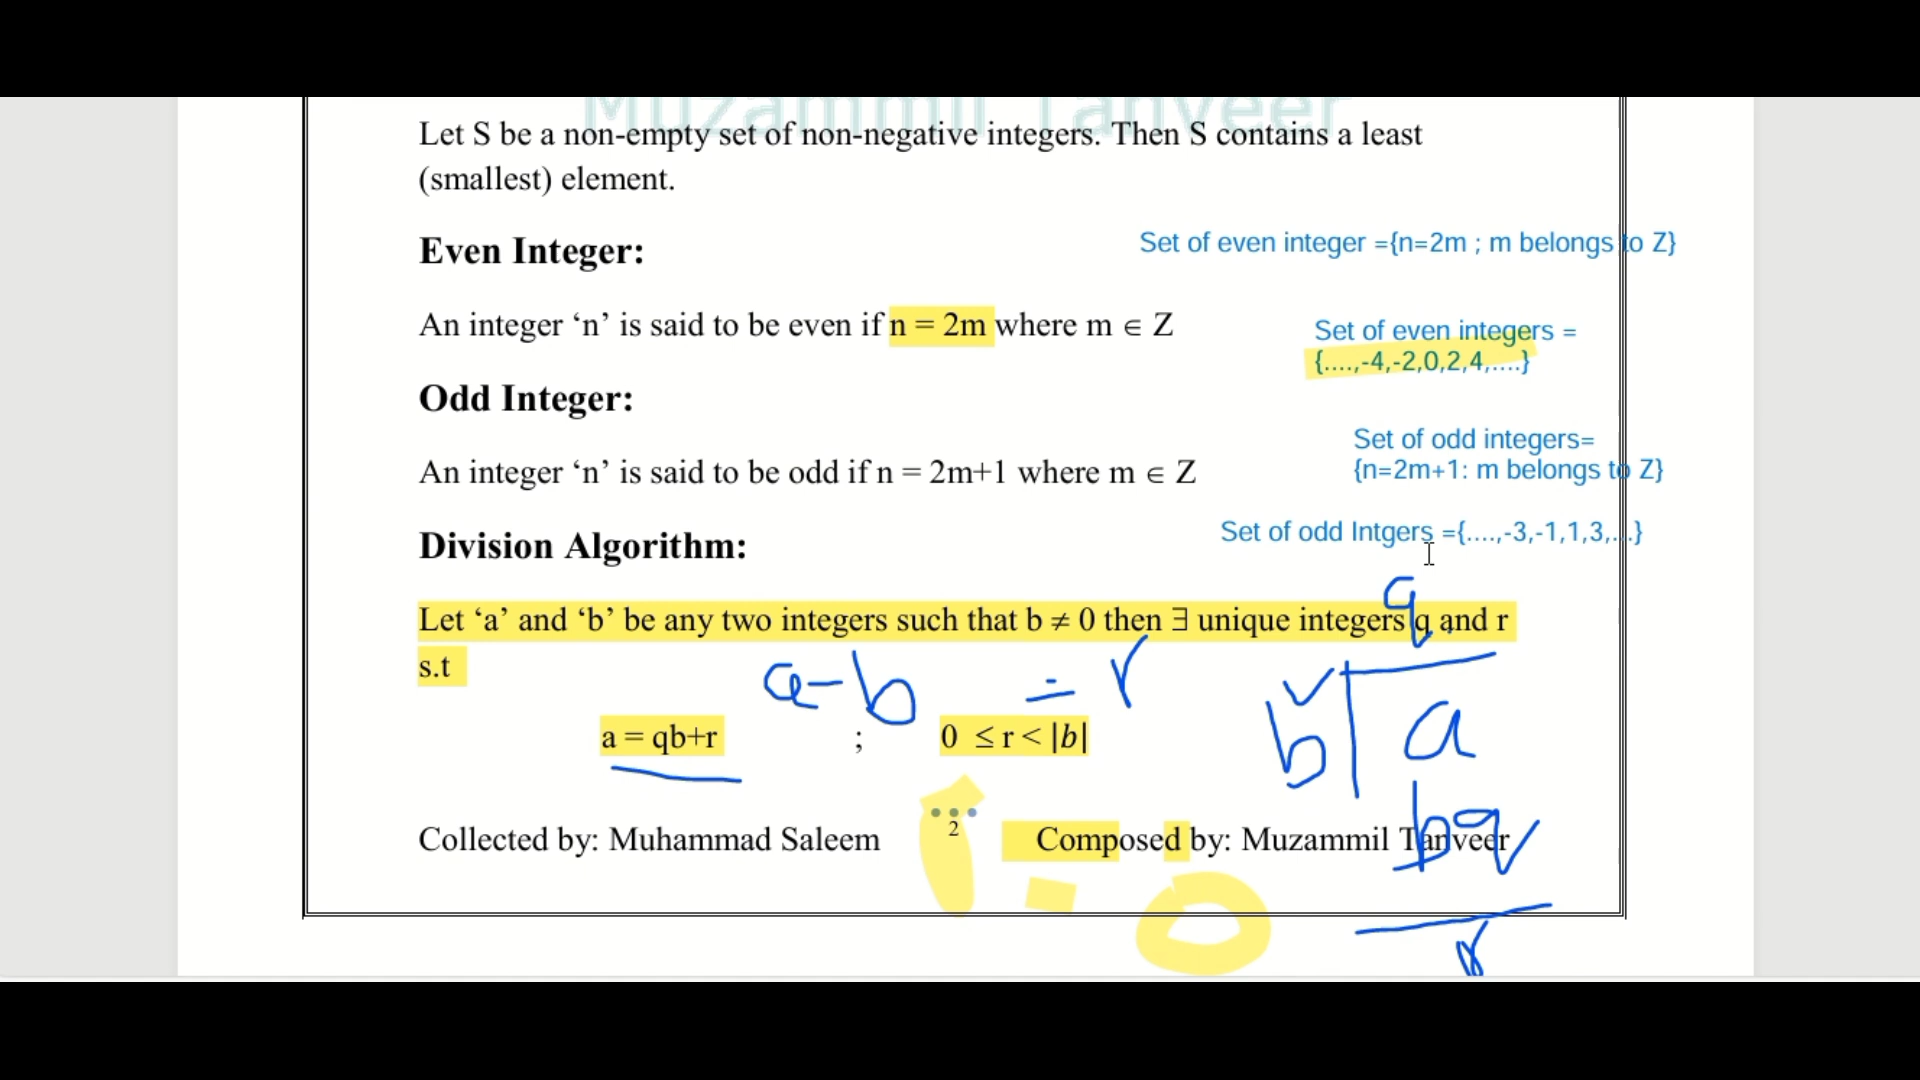 Muzammil Tanveer
Let S be a non-empty set of non-negative integers. Then S contains a least
(smallest) element.
Even Integer:
Set of even integer ={n=2m ; m belongs to Z}
An integer ‘n’ is said to be even if n = 2m where m ∈ Z
Set of even integers =
{....,-4,-2,0,2,4,....}
Odd Integer:
Set of odd integers=
{n=2m+1: m belongs to Z}
An integer ‘n’ is said to be odd if n = 2m+1 where m ∈ Z
Set of odd Intgers ={....,-3,-1,1,3,....}
Division Algorithm:
q
Let ‘a’ and ‘b’ be any two integers such that b ≠ 0 then ∃ unique integers q and r
s.t
a-b = r
b a
a = qb+r ; 0 ≤ r < |b|
bq
2
Collected by: Muhammad Saleem Composed by: Muzammil Tanveer
r